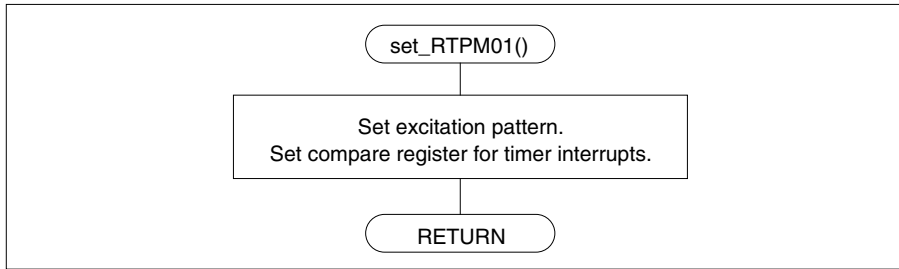 set_RTPM01()
Set excitation pattern.
Set compare register for timer interrupts.
RETURN